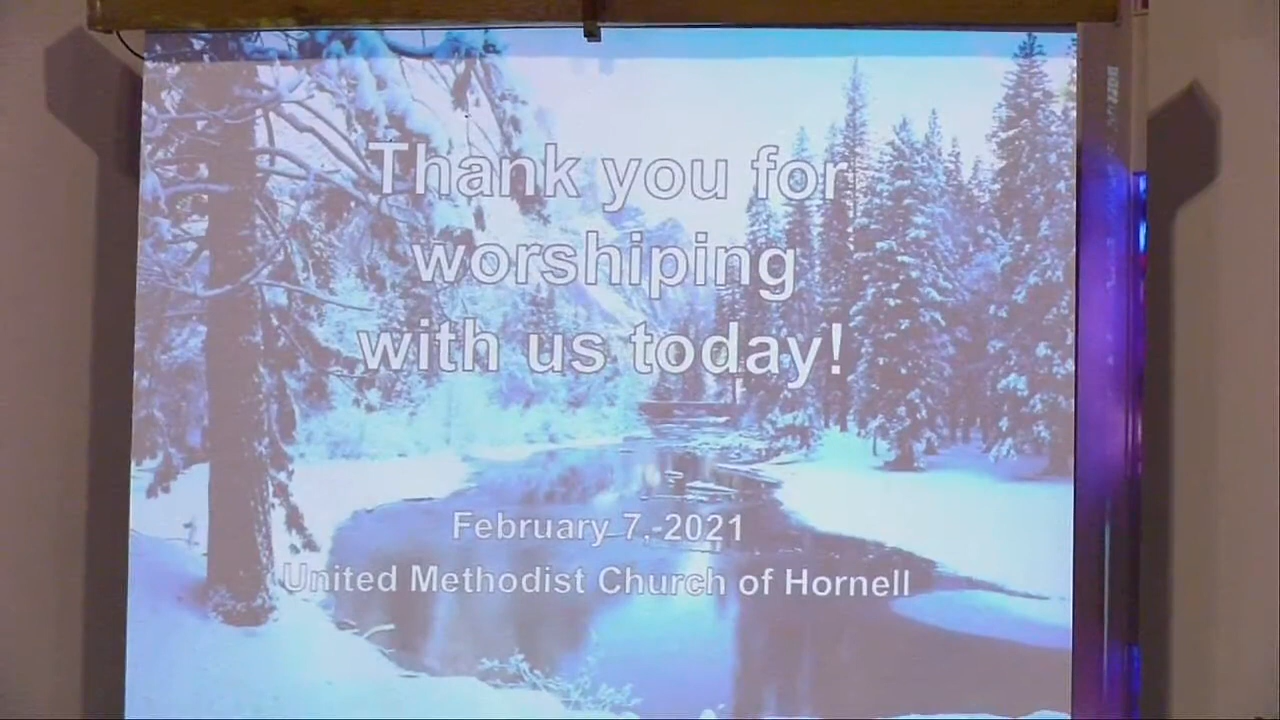 Thank you for
worshiping
with us today!
February 7, 2021
United Methodist Church of Hornell